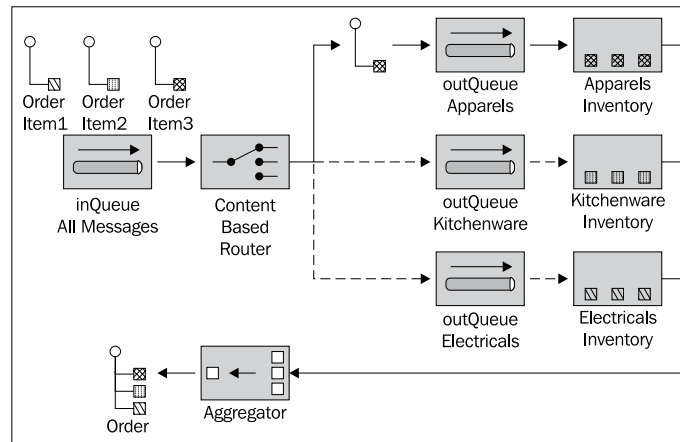 Order
Item1
Order
Item2
Order
Item3
inQueue
All Messages
Content
Based
Router
outQueue
Apparels
Apparels
Inventory
outQueue
Kitchenware
Kitchenware
Inventory
outQueue
Electricals
Electricals
Inventory
Order
Aggregator